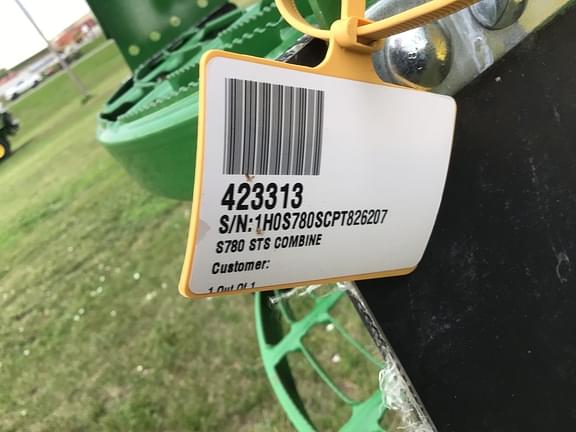 423313
S/N:1H0S780SCPT826207
S780 STS COMBINE
Customer:
1 Out Of 1